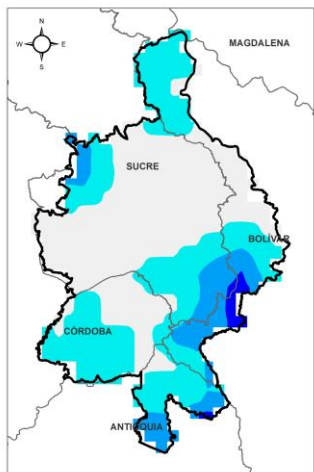 N
W E
S
MAGDALENA
SUCRE
BOLÍVAR
CÓRDOBA
ANTIOQUIA